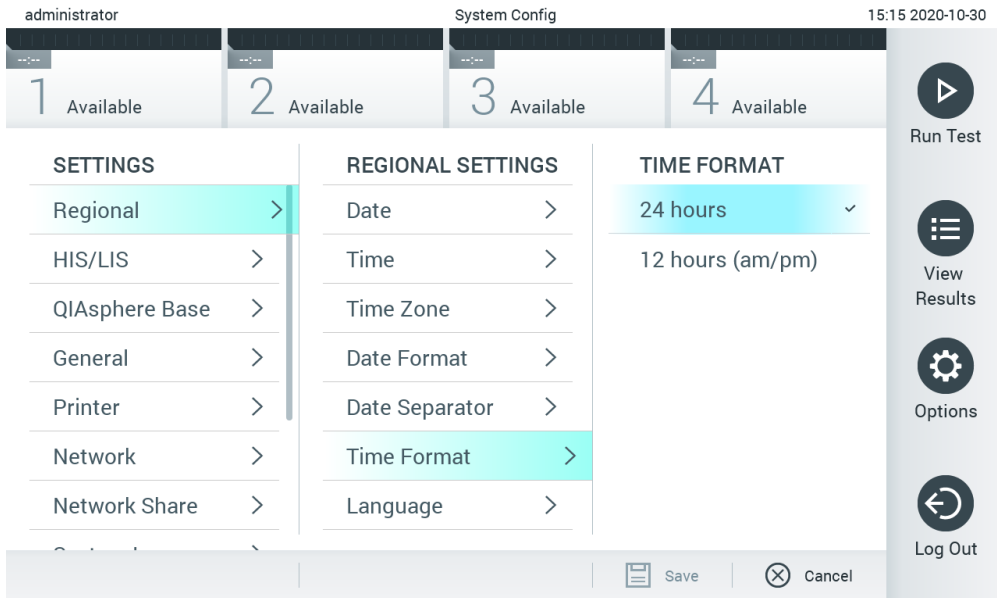 administrator
System Config
15:15 2020-10-30
--:--
--:--
--:--
--:--
1 Available
2 Available
3 Available
4 Available
Run Test
View
Results
Options
Log Out
SETTINGS
Regional
HIS/LIS
QIAsphere Base
General
Printer
Network
Network Share
REGIONAL SETTINGS
Date
Time
Time Zone
Date Format
Date Separator
Time Format
Language
TIME FORMAT
24 hours
12 hours (am/pm)
Save
Cancel